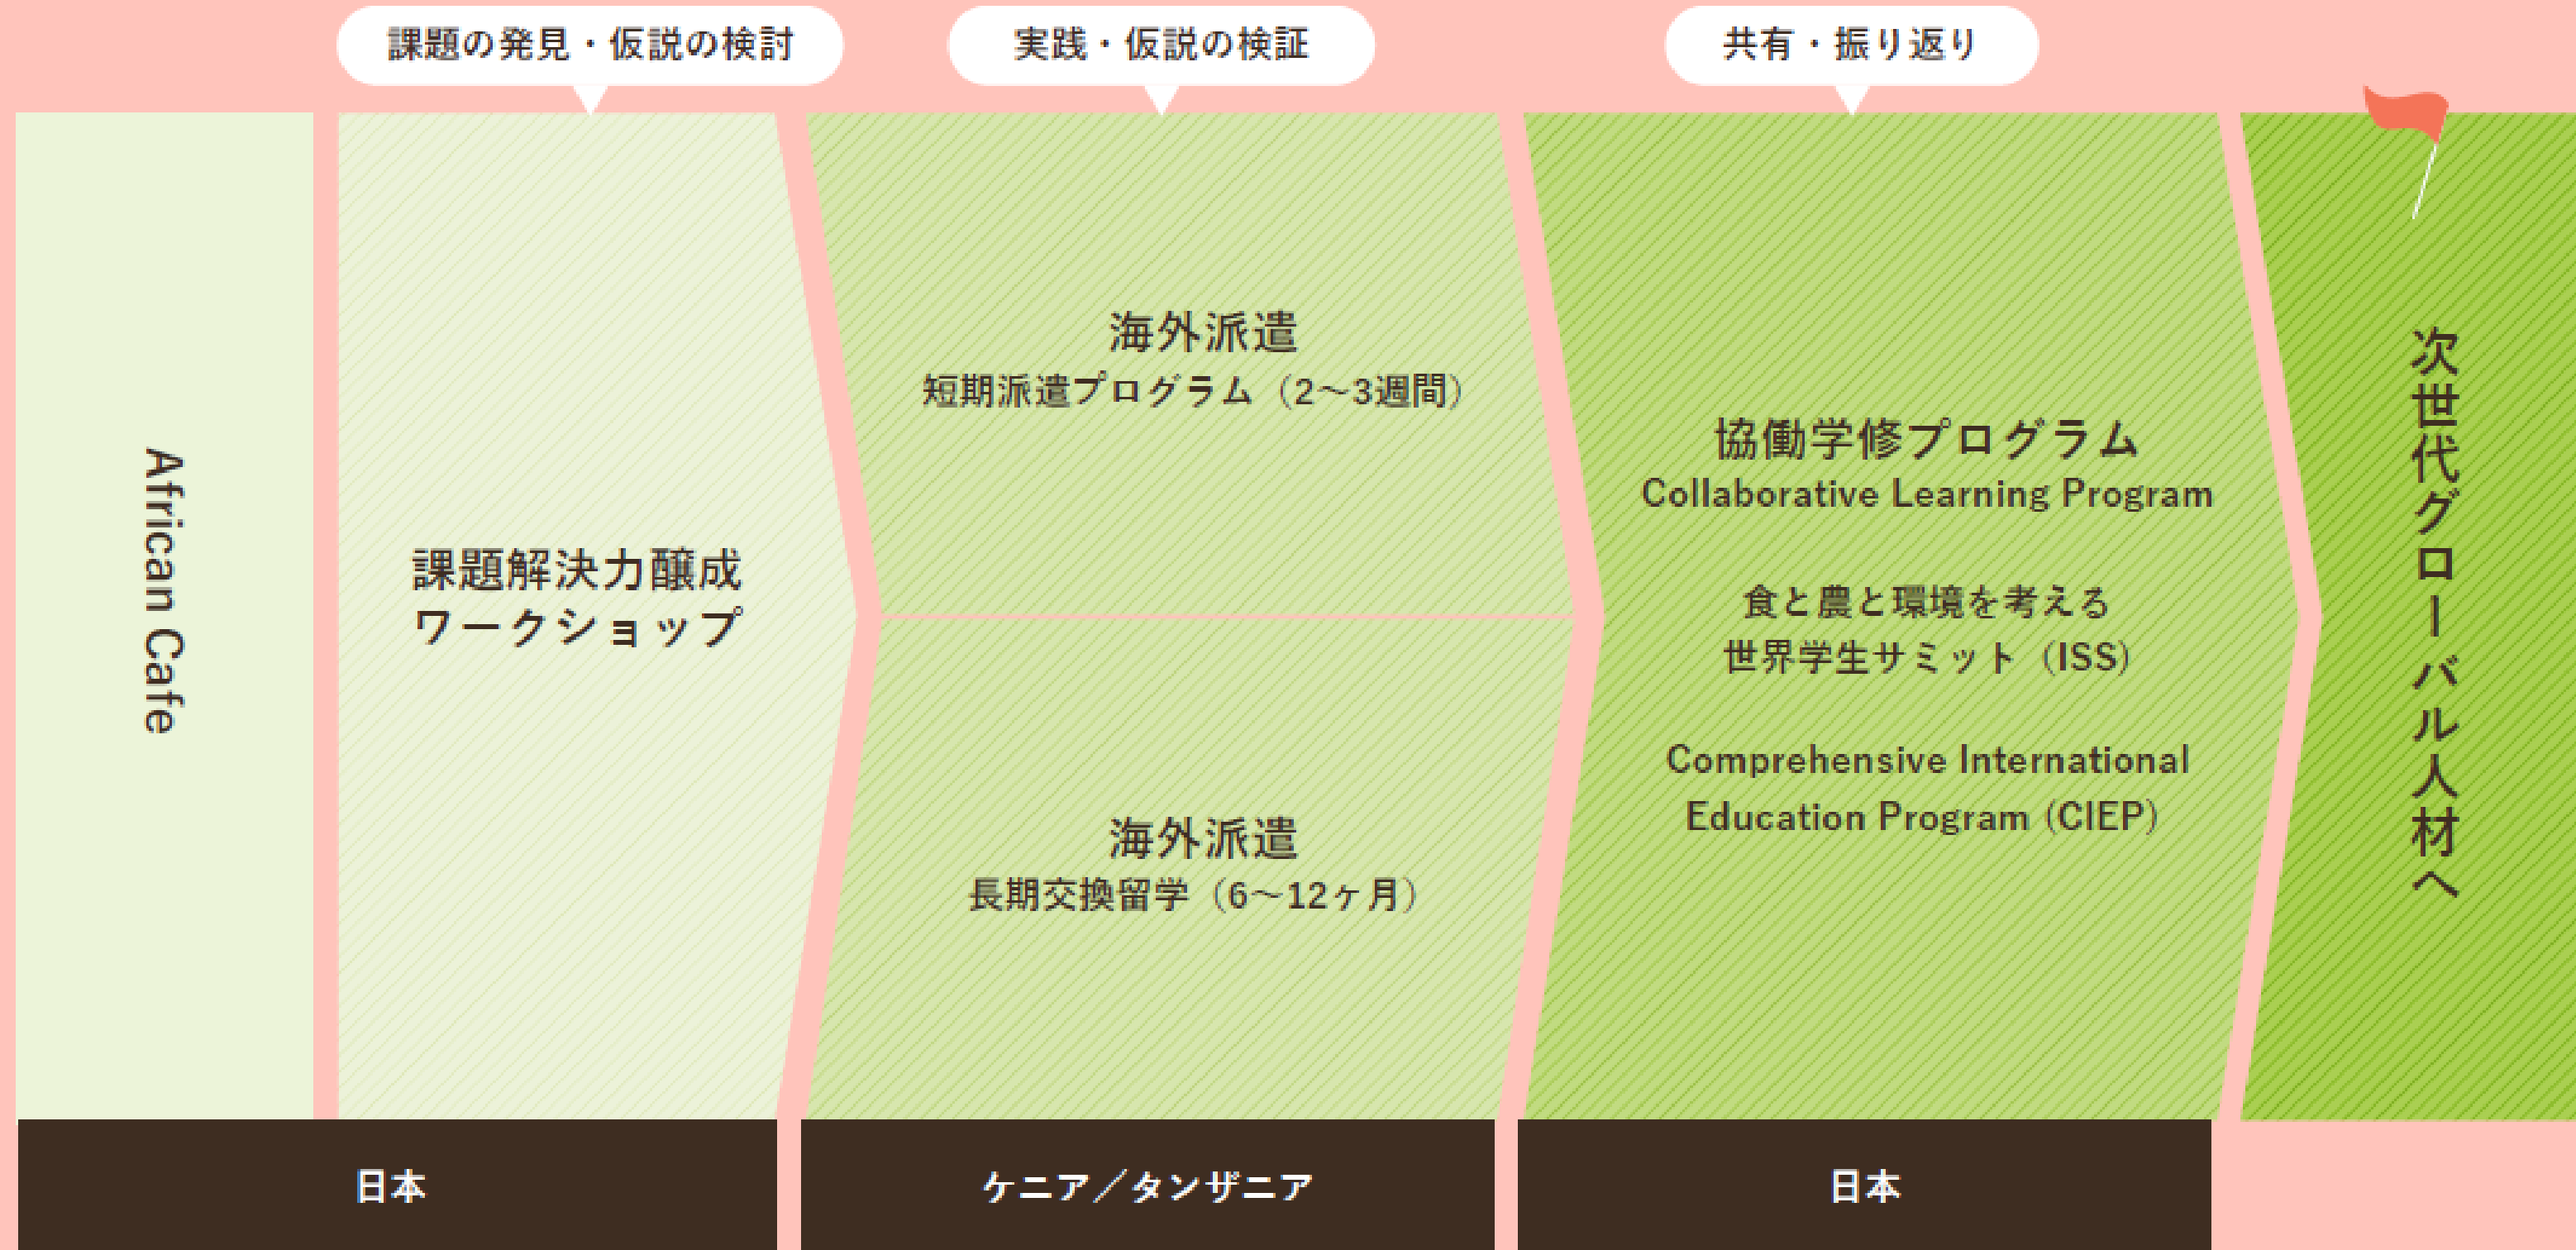 課題の発見・仮説の検討
実践・仮説の検証
共有・振り返り
African Cafe
課題解決力醸成
ワークショップ
海外派遣
短期派遣プログラム（2〜3週間）
海外派遣
長期交換留学（6〜12ヶ月）
協働学修プログラム
Collaborative Learning Program
食と農と環境を考える
世界学生サミット（ISS）
Comprehensive International
Education Program (CIEP)
次世代グローバル人材へ
日本
ケニア／タンザニア
日本